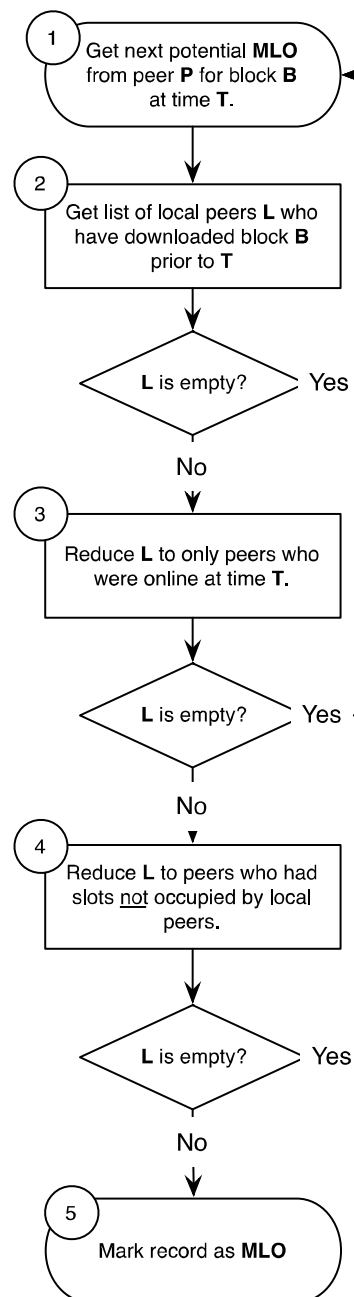 1
Get next potential MLO
from peer P for block B
at time T.
2
Get list of local peers L who
have downloaded block B
prior to T
L is empty?
Yes
No
3
Reduce L to only peers who
were online at time T.
L is empty?
Yes
No
4
Reduce L to peers who had
slots not occupied by local
peers.
L is empty?
Yes
No
5
Mark record as MLO